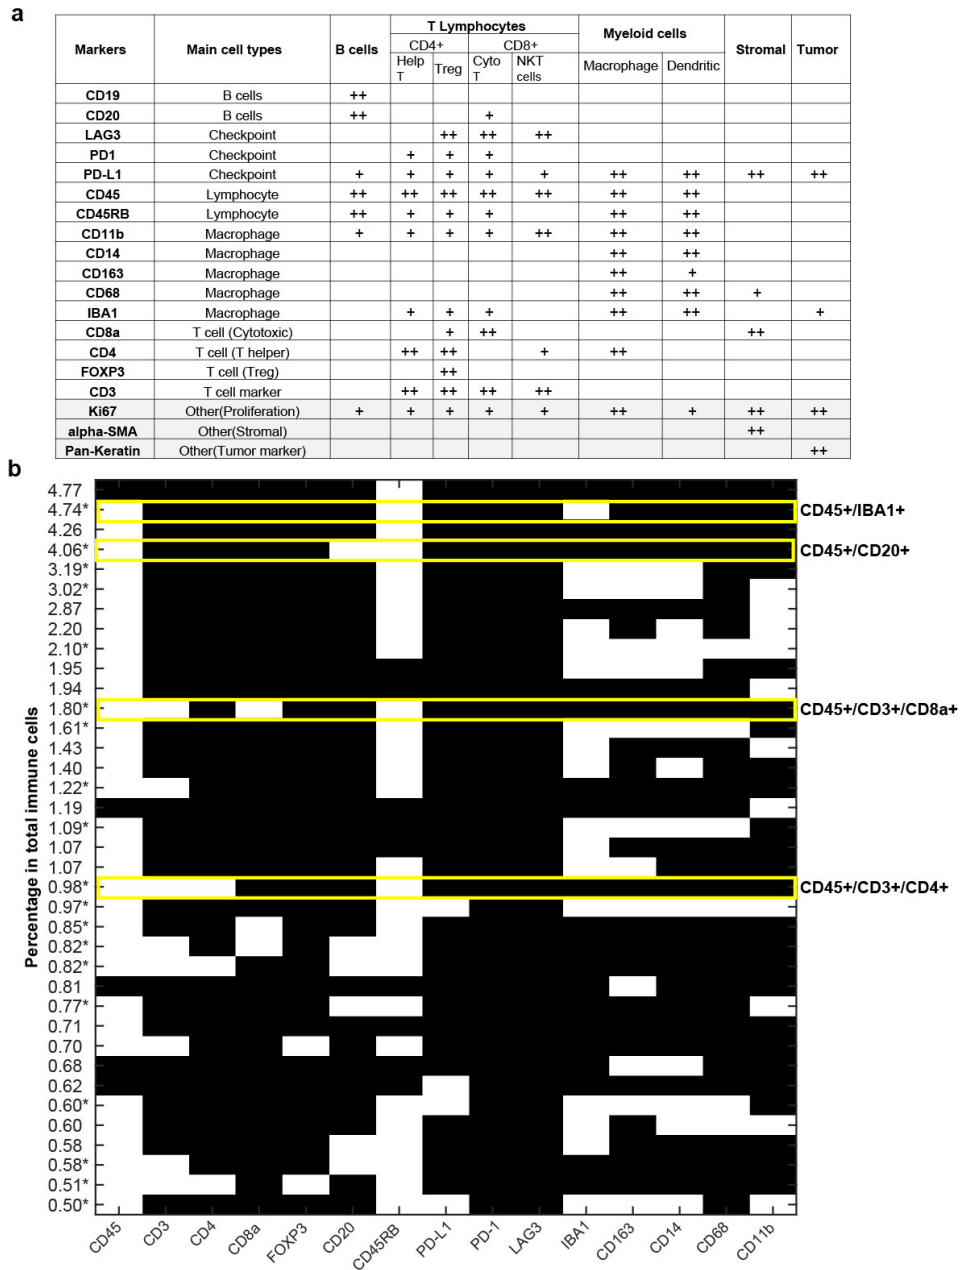 a
T Lymphocytes
Markers Main cell types B cells CD4+ CD8+ Myeloid cells Stromal Tumor
Help T Treg Cyto T NKT cells Macrophage Dendritic
CD19 B cells ++
CD20 B cells ++ +
LAG3 Checkpoint ++ ++ ++
PD1 Checkpoint + + +
PD-L1 Checkpoint + + + + + ++ ++ ++ ++
CD45 Lymphocyte ++ ++ ++ ++ ++ ++ ++
CD45RB Lymphocyte ++ + + + ++ ++
CD11b Macrophage + + + + ++ ++ ++
CD14 Macrophage ++ ++
CD163 Macrophage ++ +
CD68 Macrophage ++ ++ +
IBA1 Macrophage + + + ++ ++ +
CD8a T cell (Cytotoxic) + ++ ++
CD4 T cell (T helper) ++ ++ + ++
FOXP3 T cell (Treg) ++
CD3 T cell marker ++ ++ ++ ++
Ki67 Other(Proliferation) + + + + + ++ + ++ ++
alpha-SMA Other(Stromal) ++
Pan-Keratin Other(Tumor marker) ++
b
Percentage in total immune cells
4.77
4.74* CD45+/IBA1+
4.26
4.06* CD45+/CD20+
3.19*
3.02*
2.87
2.20
2.10*
1.95
1.94
1.80* CD45+/CD3+/CD8a+
1.61*
1.43
1.40
1.22*
1.19
1.09*
1.07
1.07
0.98* CD45+/CD3+/CD4+
0.97*
0.85*
0.82*
0.82*
0.81
0.77*
0.71
0.70
0.68
0.62
0.60*
0.60
0.58
0.58*
0.51*
0.50*
CD45 CD3 CD4 CD8a FOXP3 CD20 CD45RB PD-L1 PD-1 LAG3 IBA1 CD163 CD14 CD68 CD11b